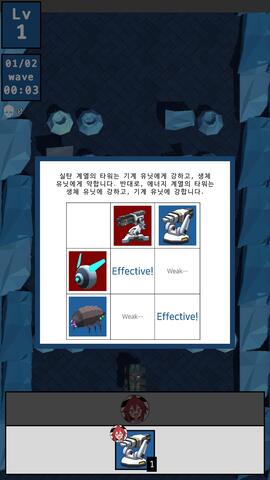 Lv
1
01/02
wave
00:03
실탄 계열의 타워는 기계 유닛에게 강하고, 생체
유닛에게 약합니다. 반대로, 에너지 계열의 타워는
생체 유닛에 강하고, 기계 유닛에 강합니다.
Effective!
Weak…
Weak…
Effective!
1